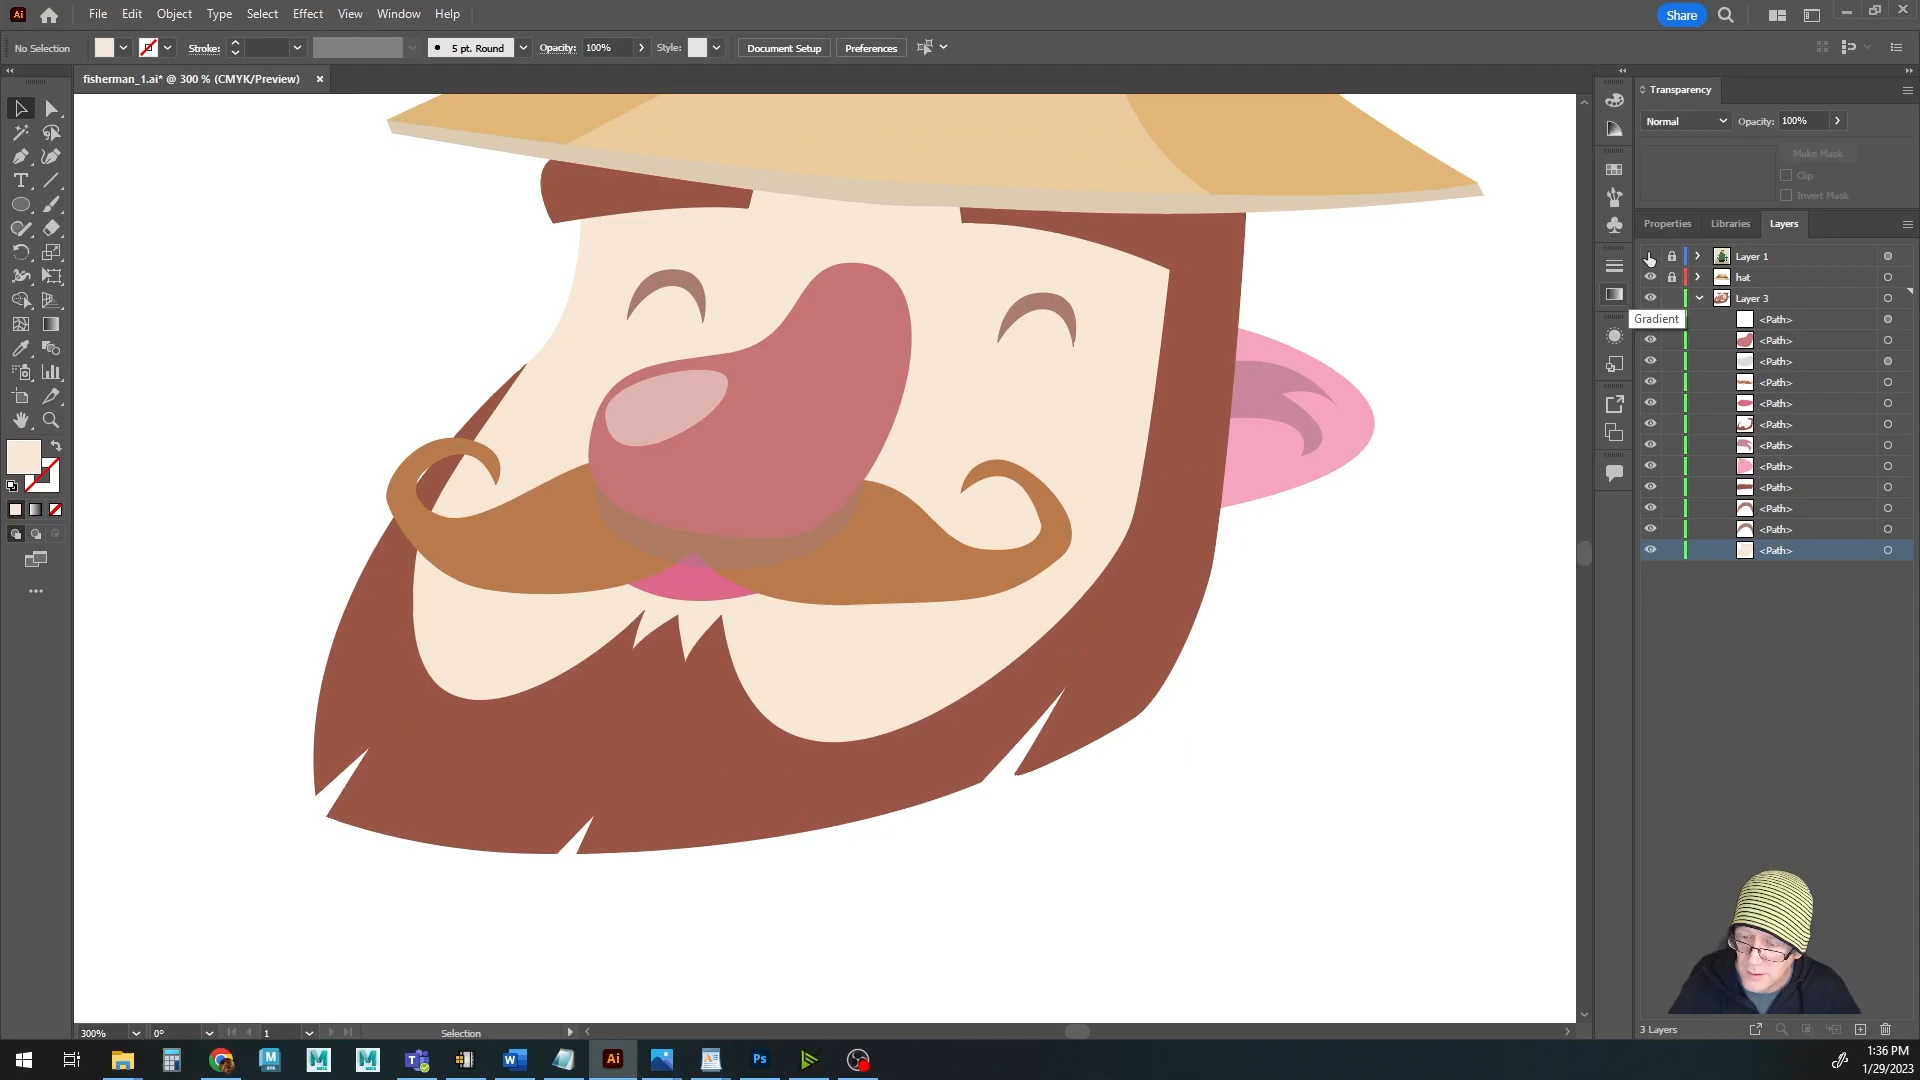 Ai
File Edit Object Type Select Effect View Window Help
Share
No Selection
Stroke:
5 pt. Round
Opacity: 100%
Style:
Document Setup
Preferences
fisherman_1.ai* @ 300 % (CMYK/Preview) ×
Transparency
Normal
Opacity: 100%
Make Mask
Clip
Invert Mask
Properties Libraries Layers
Layer 1
hat
Layer 3
Gradient
<Path>
<Path>
<Path>
<Path>
<Path>
<Path>
<Path>
<Path>
<Path>
<Path>
<Path>
<Path>
300%
0°
1
Selection
3 Layers
Ai
Ps
1:36 PM
1/29/2023